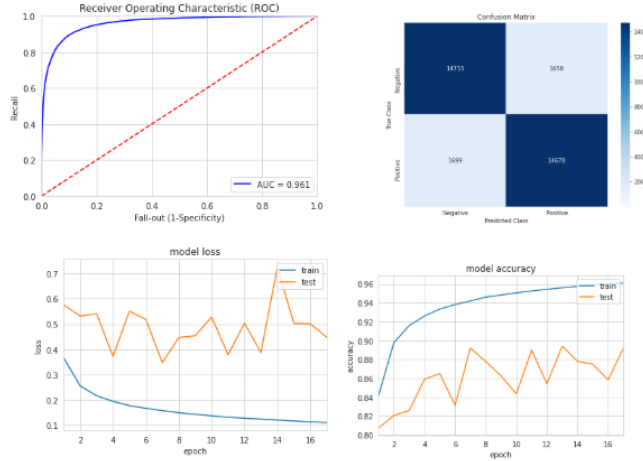 Receiver Operating Characteristic (ROC)
1.0
0.8
0.6
0.4
0.2
0.0
Recall
0.0 0.2 0.4 0.6 0.8 1.0
Fall-out (1-Specificity)
AUC = 0.961
Confusion Matrix
True Class
Negative
Positive
14733 1658
1699 14678
Negative Positive
Predicted Class
model loss
train
test
0.7
0.6
0.5
0.4
0.3
0.2
0.1
loss
2 4 6 8 10 12 14 16
epoch
model accuracy
train
test
0.96
0.94
0.92
0.90
0.88
0.86
0.84
0.82
0.80
accuracy
2 4 6 8 10 12 14 16
epoch